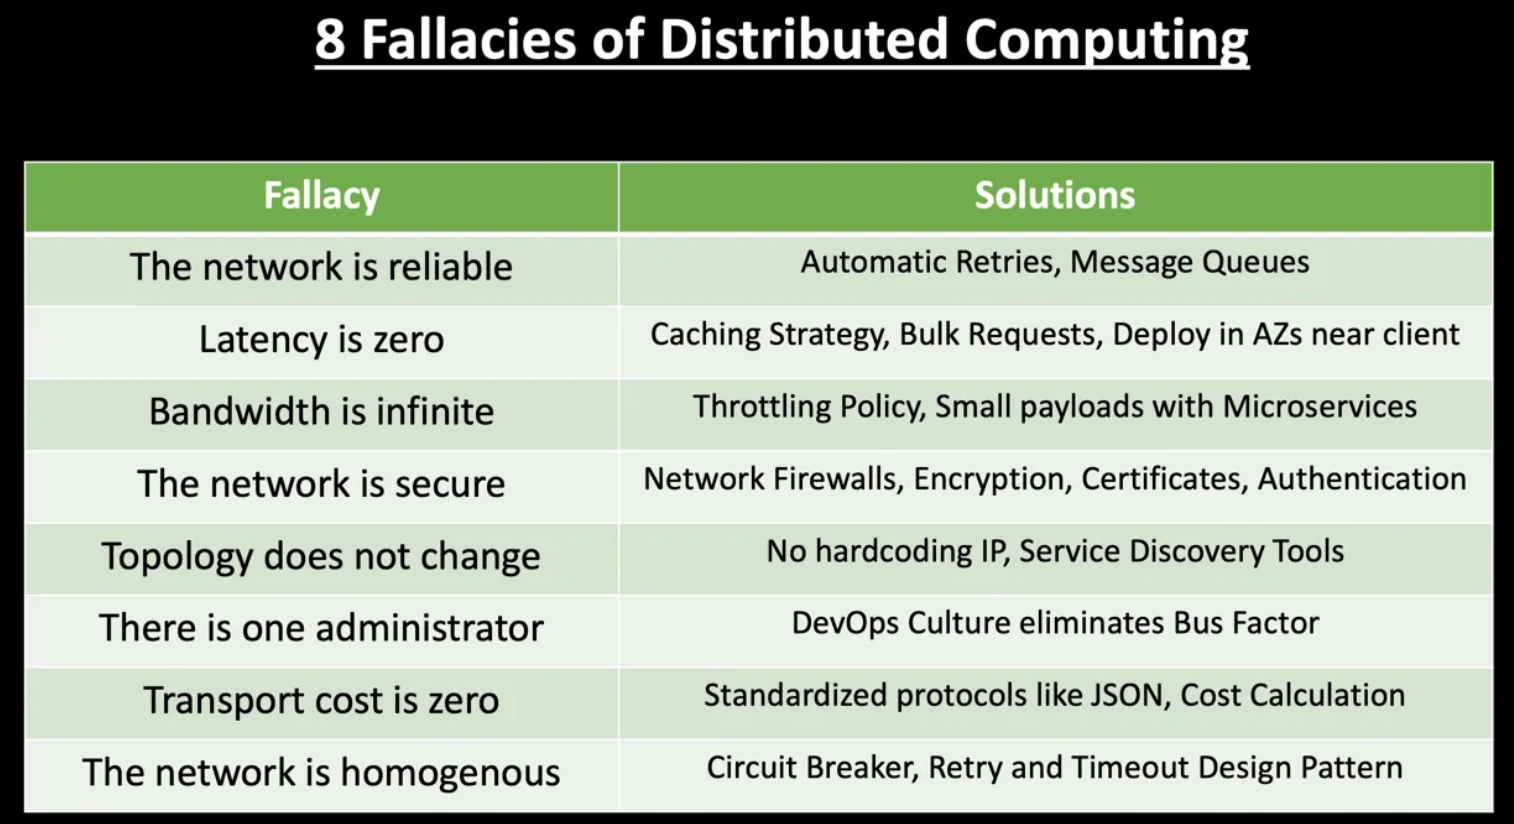 8 Fallacies of Distributed Computing
Fallacy
Solutions
The network is reliable
Automatic Retries, Message Queues
Latency is zero
Caching Strategy, Bulk Requests, Deploy in AZs near client
Bandwidth is infinite
Throttling Policy, Small payloads with Microservices
The network is secure
Network Firewalls, Encryption, Certificates, Authentication
Topology does not change
No hardcoding IP, Service Discovery Tools
There is one administrator
DevOps Culture eliminates Bus Factor
Transport cost is zero
Standardized protocols like JSON, Cost Calculation
The network is homogenous
Circuit Breaker, Retry and Timeout Design Pattern